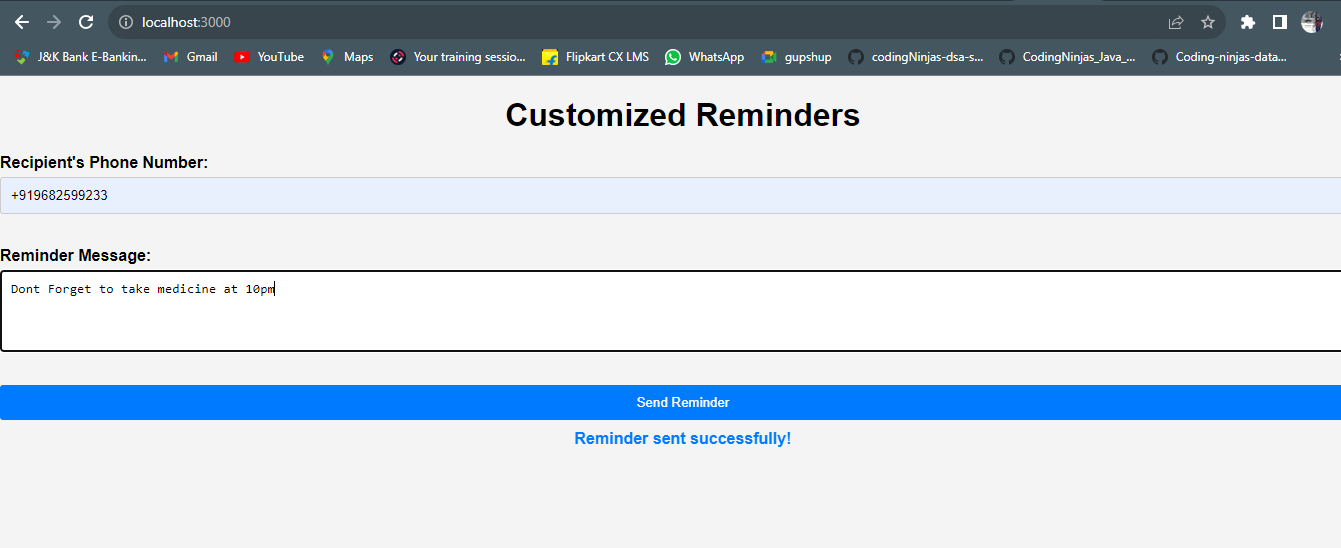 localhost:3000
J&K Bank E-Bankin... Gmail YouTube Maps Your training sessio... Flipkart CX LMS WhatsApp gupshup codingNinjas-dsa-s... CodingNinjas_Java_... Coding-ninjas-data...
Customized Reminders
Recipient's Phone Number:
+919682599233
Reminder Message:
Dont Forget to take medicine at 10pm
Send Reminder
Reminder sent successfully!